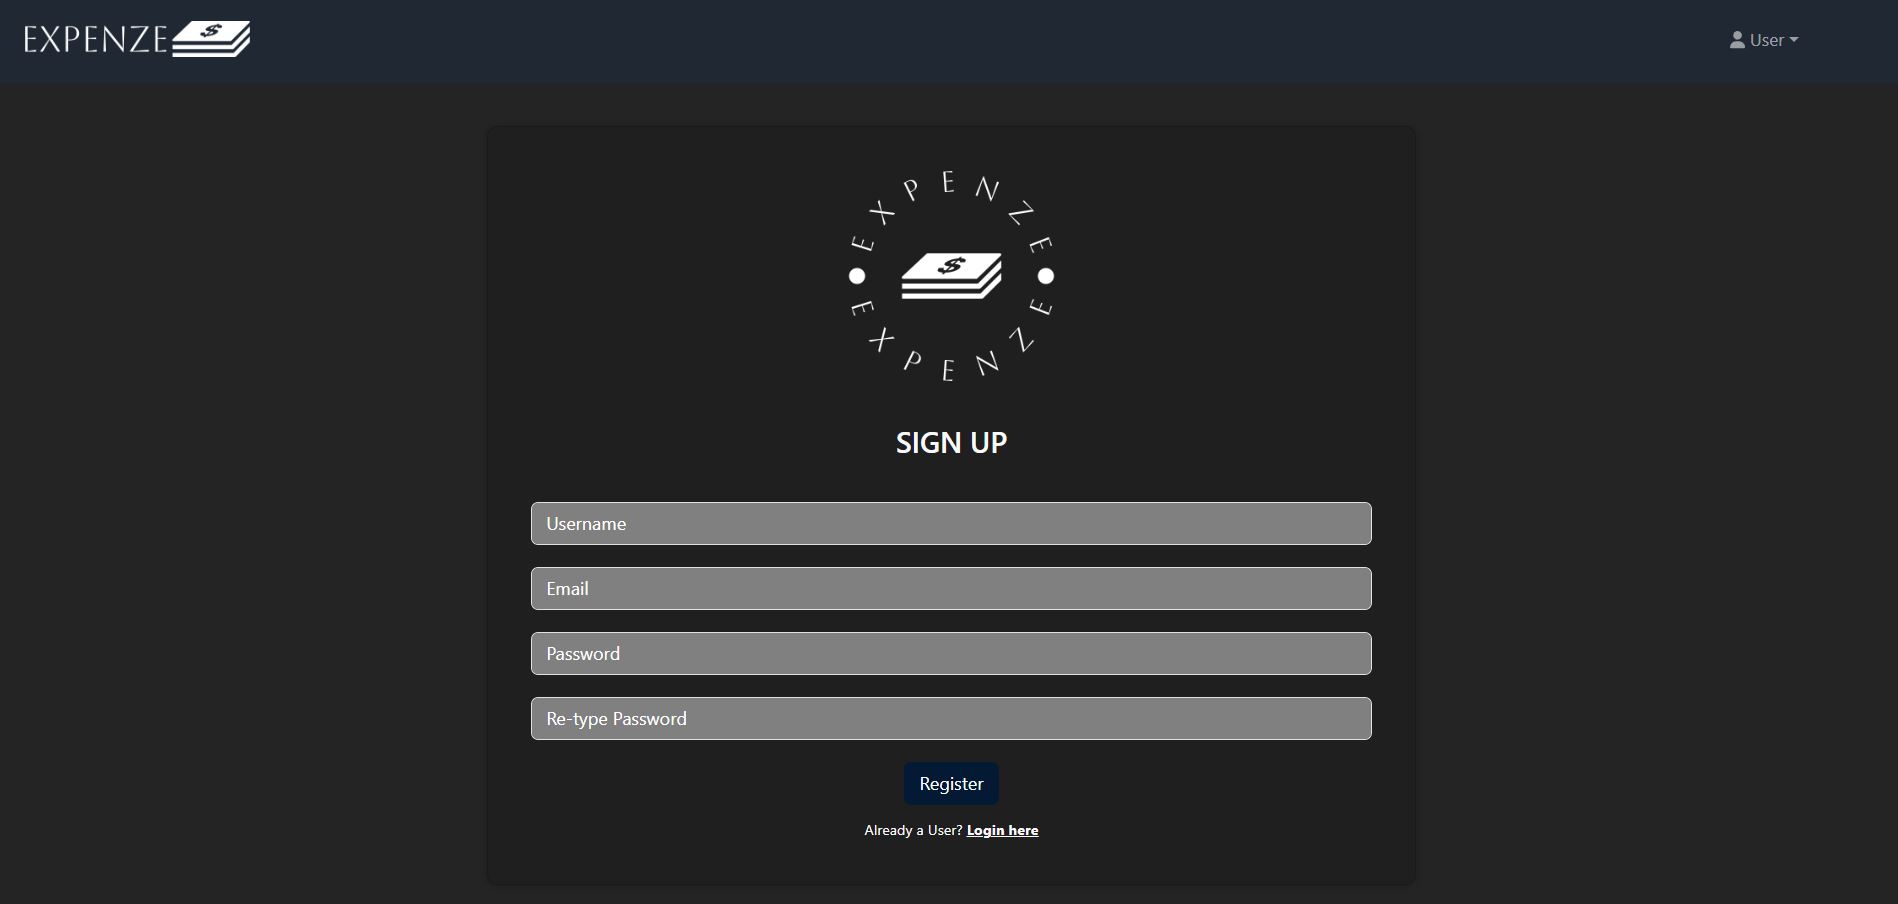 EXPENZE $
User
EXPENZE
$
EXPENZE
SIGN UP
Username
Email
Password
Re-type Password
Register
Already a User? Login here